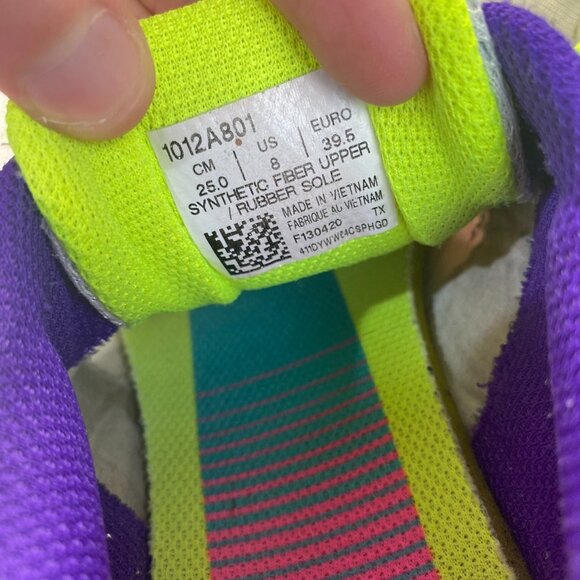 1012A801
CM | US | EURO
25.0 | 8 | 39.5
SYNTHETIC FIBER UPPER
/ RUBBER SOLE
MADE IN VIETNAM
FABRIQUE AU VIETNAM
F130420 TX